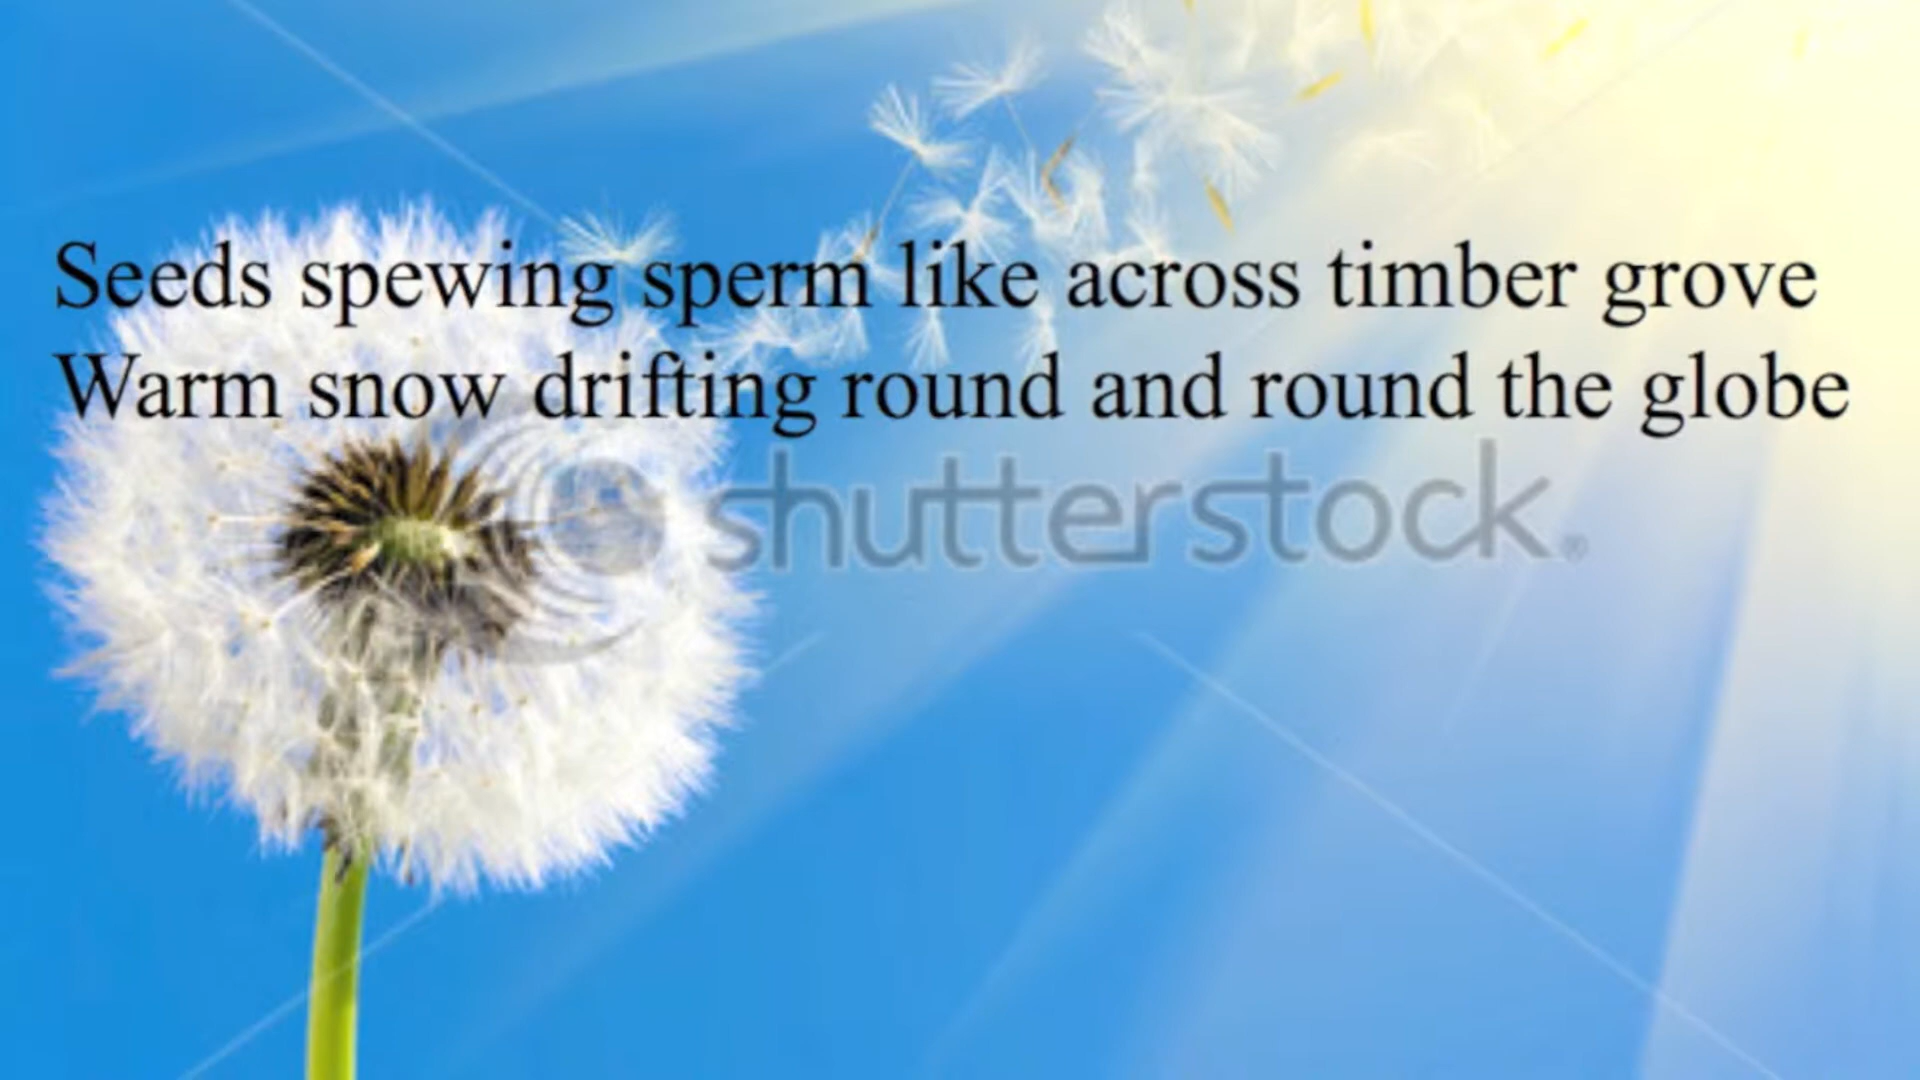 Seeds spewing sperm like across timber grove
Warm snow drifting round and round the globe
shutterstock®